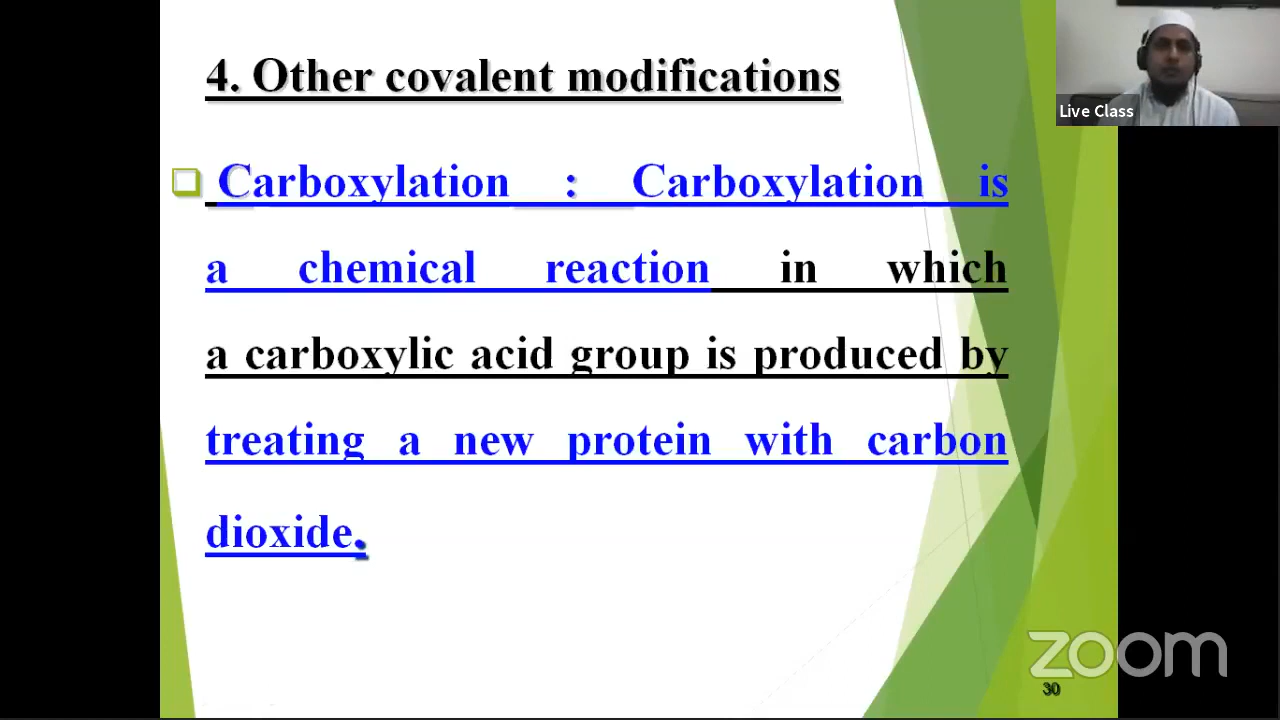 4. Other covalent modifications
Carboxylation : Carboxylation is
a chemical reaction in which
a carboxylic acid group is produced by
treating a new protein with carbon
dioxide.
Live Class
zoom
30